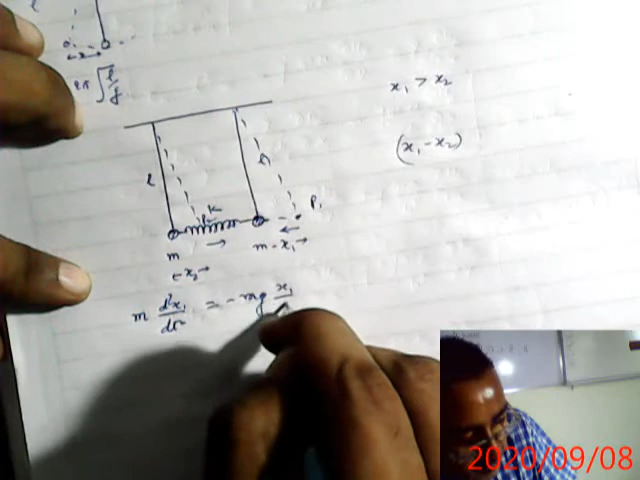 l
x
2π √l/g
x₁ > x₂
(x₁ - x₂)
l
l
k
P₁
m
m
x₁
x₂
m d²x₁/dt² = - mg x₁/
2020/09/08